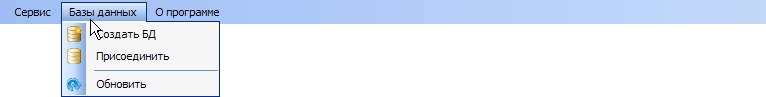 Сервис Базы данных О программе
Создать БД
Присоединить
Обновить